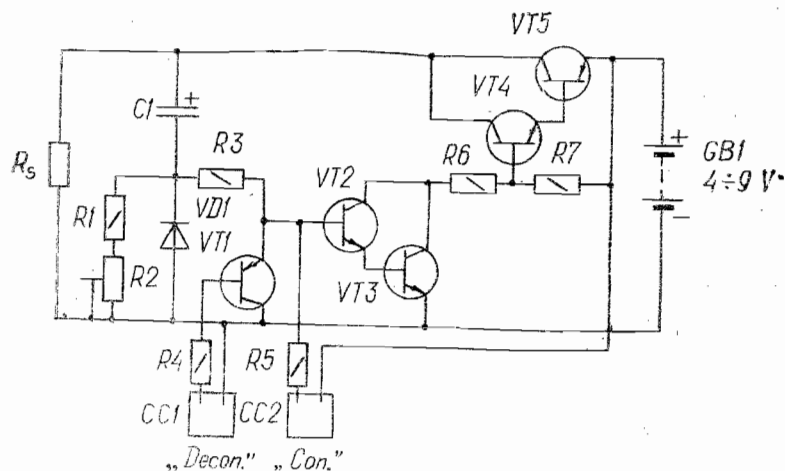 VT5
VT4
C1
+
R3
R6
R7
+
GB1
4÷9 V
-
Rs
VT2
R1
VD1
VT1
R2
VT3
R4
R5
CC1
CC2
„Decon.”
„Con.”